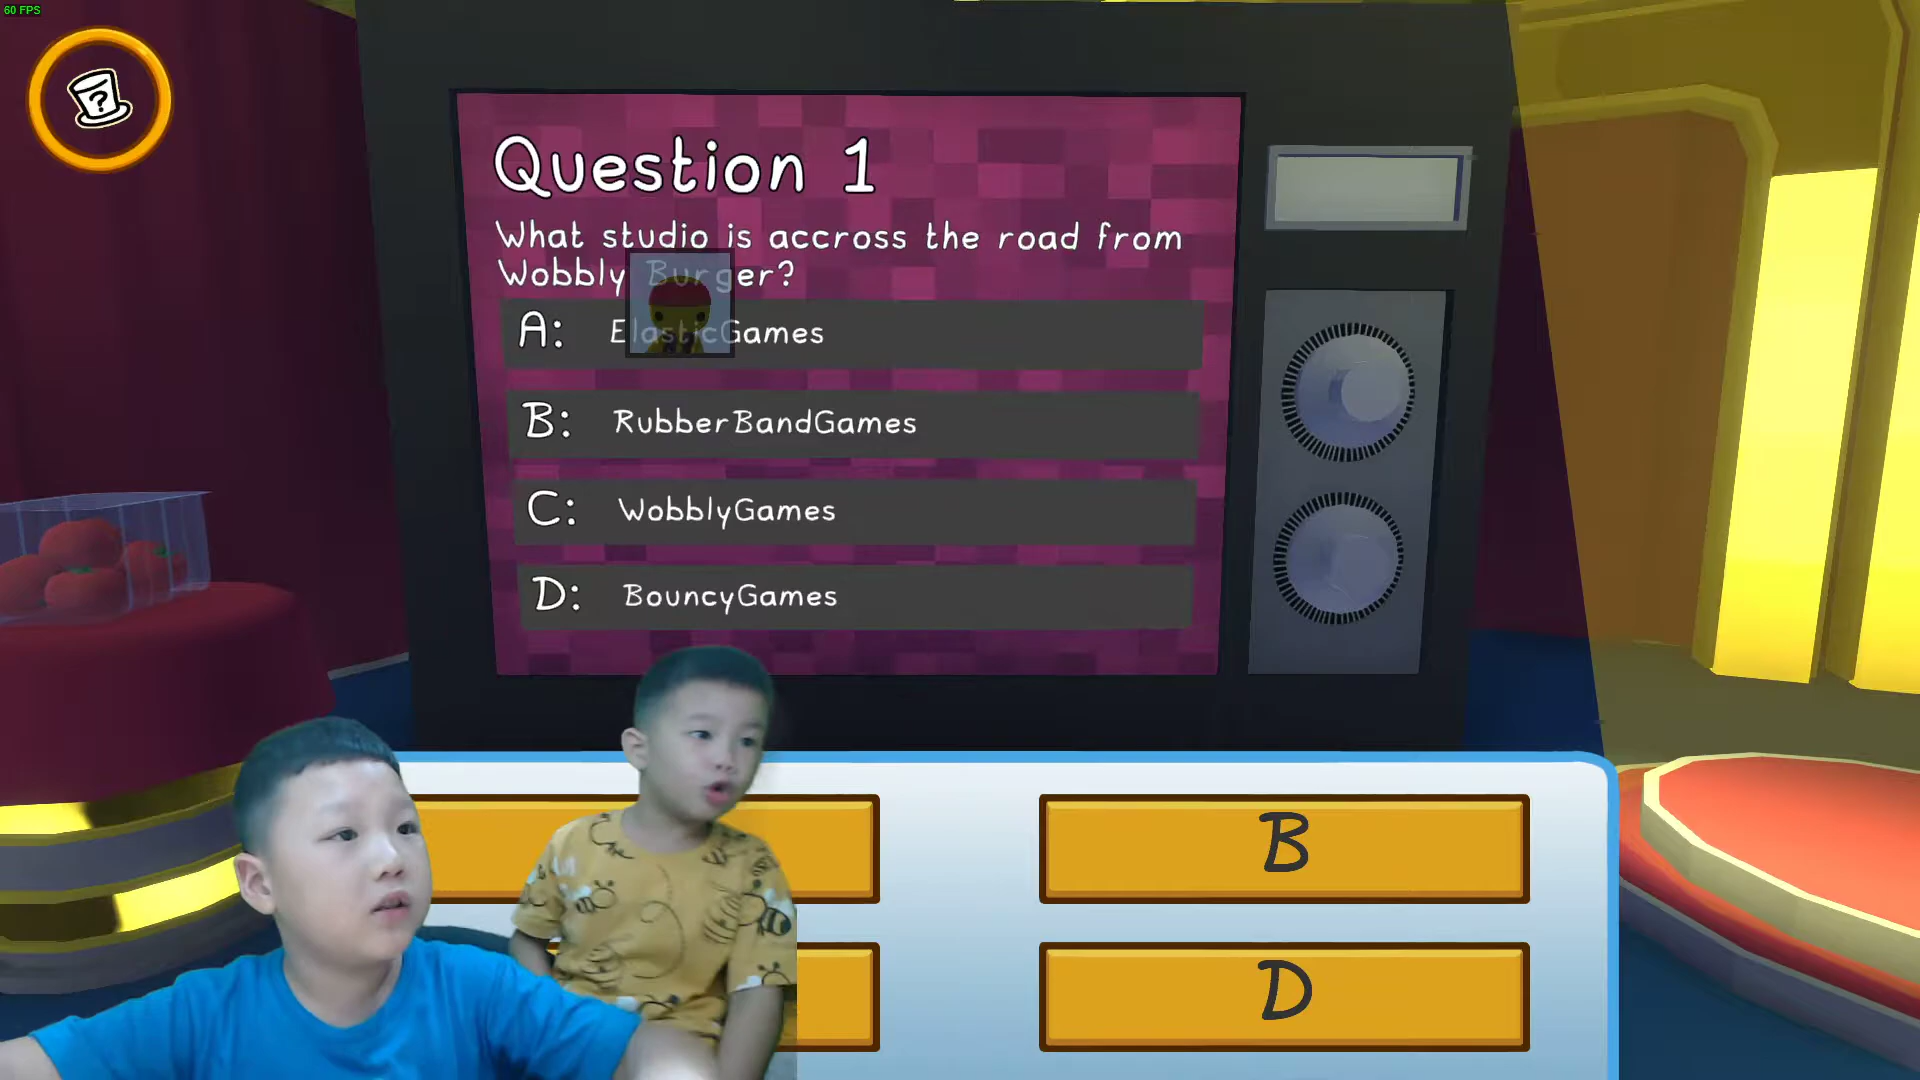 60 FPS
?
Question 1
What studio is accross the road from
Wobbly Burger?
A: ElasticGames
B: RubberBandGames
C: WobblyGames
D: BouncyGames
B
D